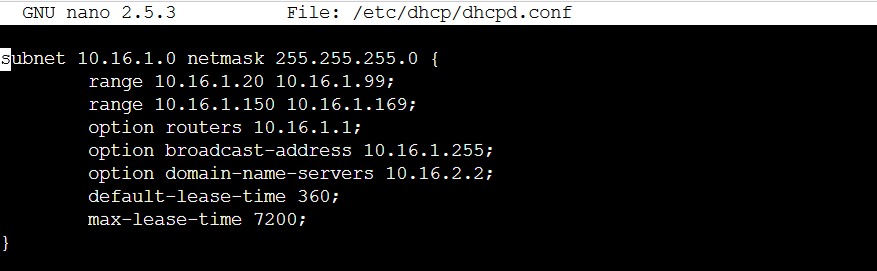 GNU nano 2.5.3 File: /etc/dhcp/dhcpd.conf
subnet 10.16.1.0 netmask 255.255.255.0 {
range 10.16.1.20 10.16.1.99;
range 10.16.1.150 10.16.1.169;
option routers 10.16.1.1;
option broadcast-address 10.16.1.255;
option domain-name-servers 10.16.2.2;
default-lease-time 360;
max-lease-time 7200;
}